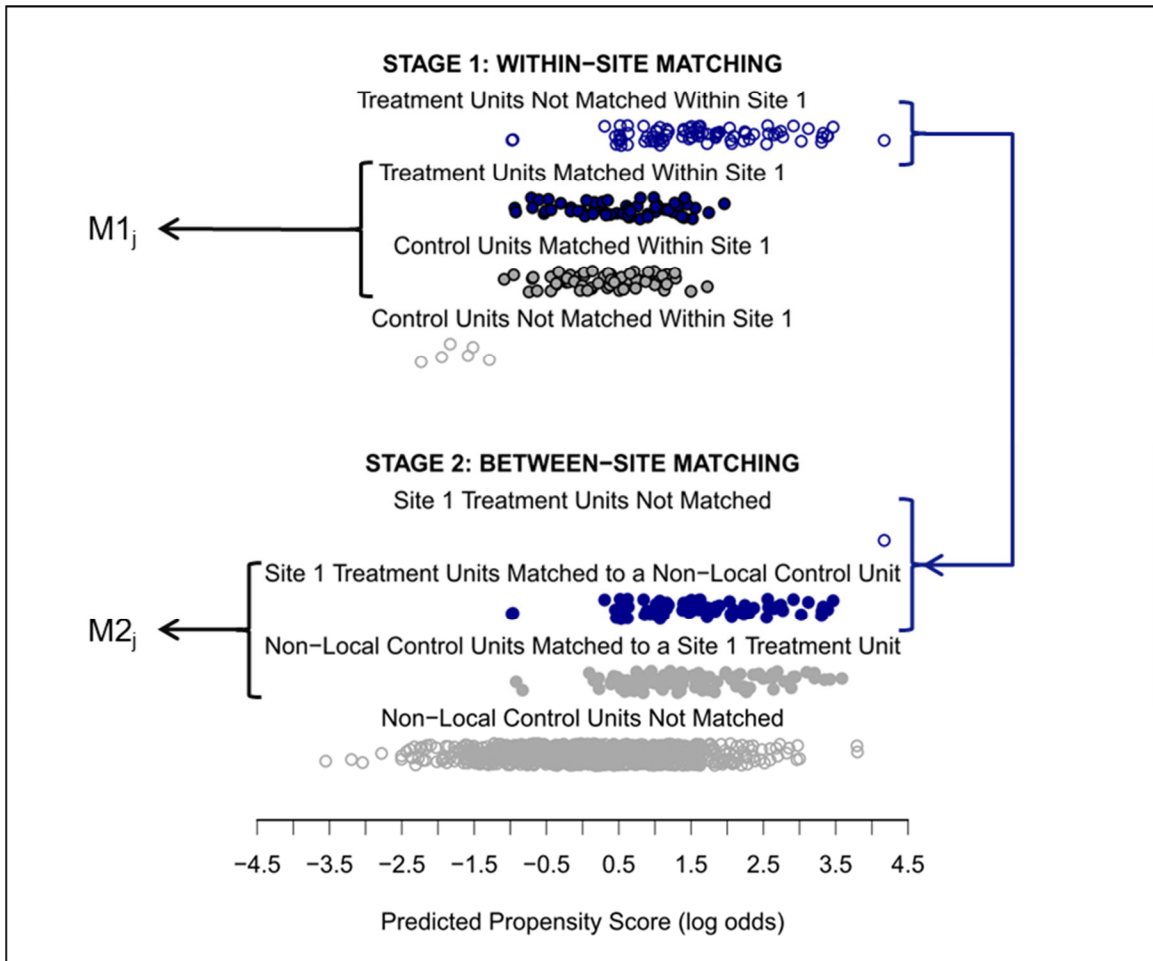 STAGE 1: WITHIN−SITE MATCHING
Treatment Units Not Matched Within Site 1
Treatment Units Matched Within Site 1
M1j
Control Units Matched Within Site 1
Control Units Not Matched Within Site 1
STAGE 2: BETWEEN−SITE MATCHING
Site 1 Treatment Units Not Matched
Site 1 Treatment Units Matched to a Non−Local Control Unit
M2j
Non−Local Control Units Matched to a Site 1 Treatment Unit
Non−Local Control Units Not Matched
−4.5 −3.5 −2.5 −1.5 −0.5 0.5 1.5 2.5 3.5 4.5
Predicted Propensity Score (log odds)